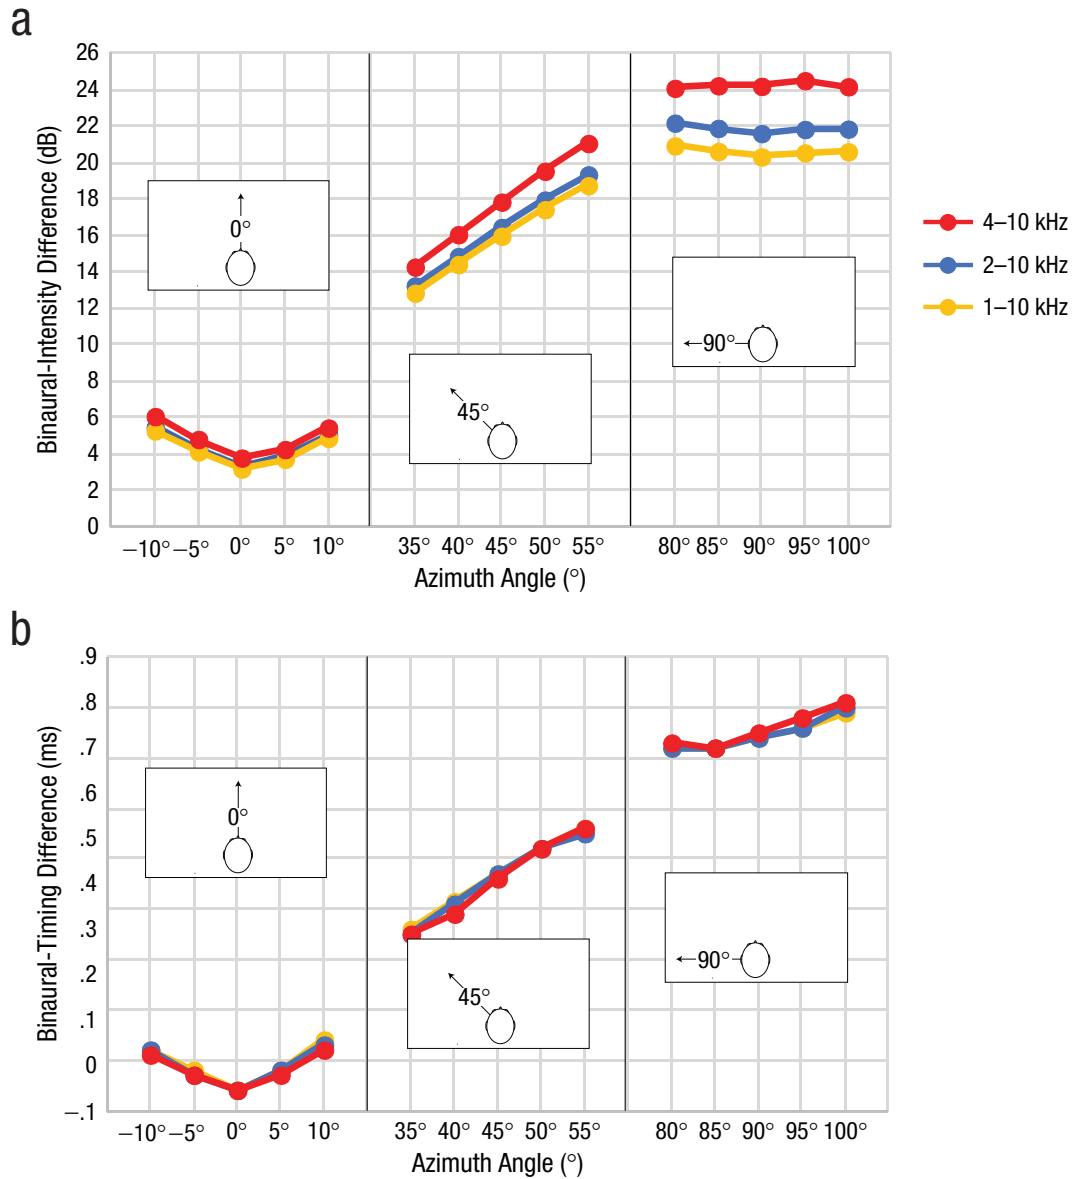 a
Binaural-Intensity Difference (dB)
26
24
22
20
18
16
14
12
10
8
6
4
2
0
0°
45°
90°
−10° −5° 0° 5° 10° 35° 40° 45° 50° 55° 80° 85° 90° 95° 100°
Azimuth Angle (°)
4–10 kHz
2–10 kHz
1–10 kHz
b
Binaural-Timing Difference (ms)
.9
.8
.7
.6
.5
.4
.3
.2
.1
0
−.1
0°
45°
90°
−10° −5° 0° 5° 10° 35° 40° 45° 50° 55° 80° 85° 90° 95° 100°
Azimuth Angle (°)